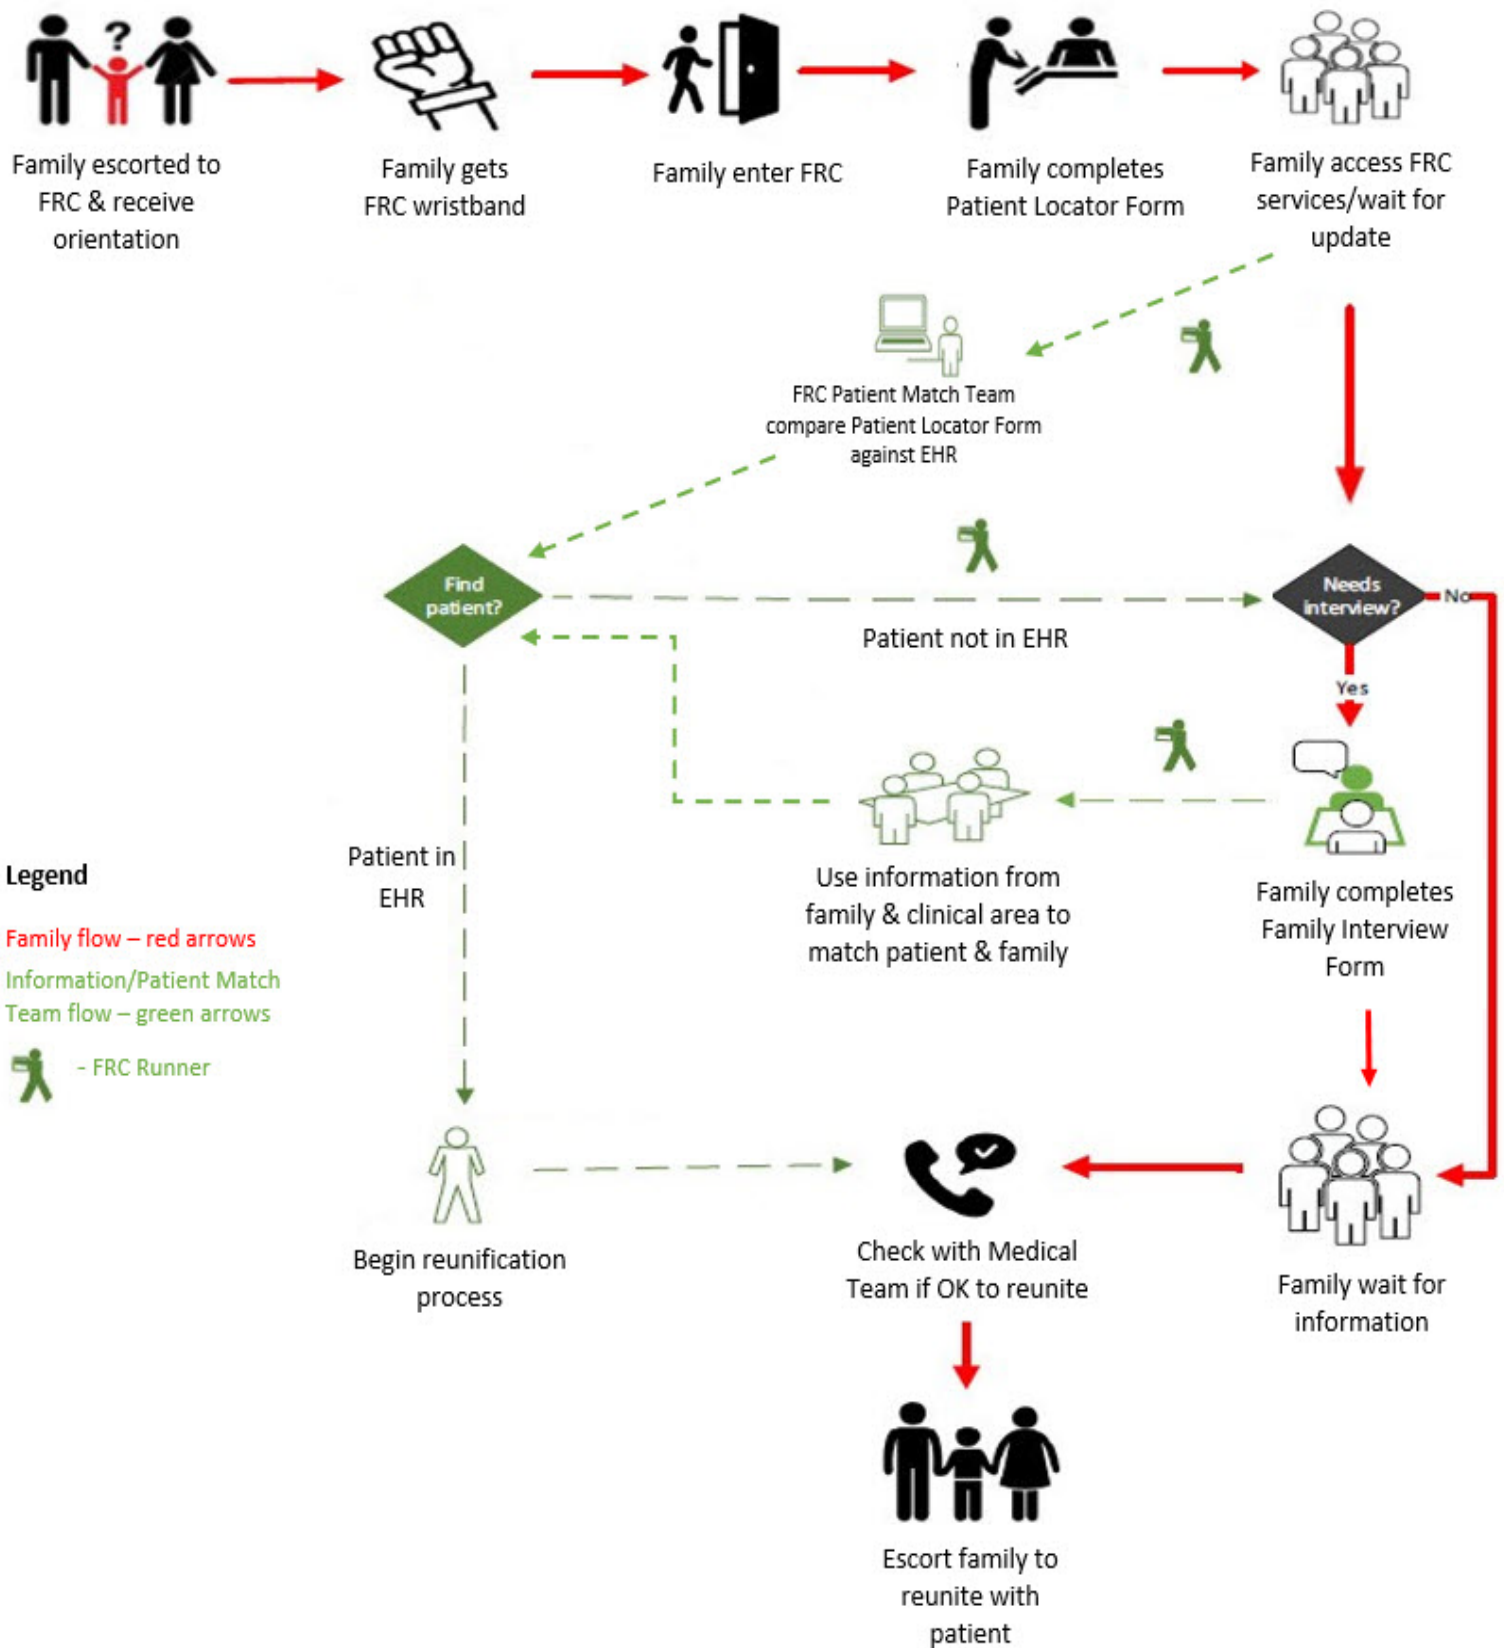 ?
Family escorted to
FRC & receive
orientation
Family gets
FRC wristband
Family enter FRC
Family completes
Patient Locator Form
Family access FRC
services/wait for
update
FRC Patient Match Team
compare Patient Locator Form
against EHR
Find
patient?
Patient not in EHR
Needs
interview?
No
Yes
Patient in
EHR
Use information from
family & clinical area to
match patient & family
Family completes
Family Interview
Form
Legend
Family flow – red arrows
Information/Patient Match
Team flow – green arrows
- FRC Runner
Begin reunification
process
Check with Medical
Team if OK to reunite
Family wait for
information
Escort family to
reunite with
patient